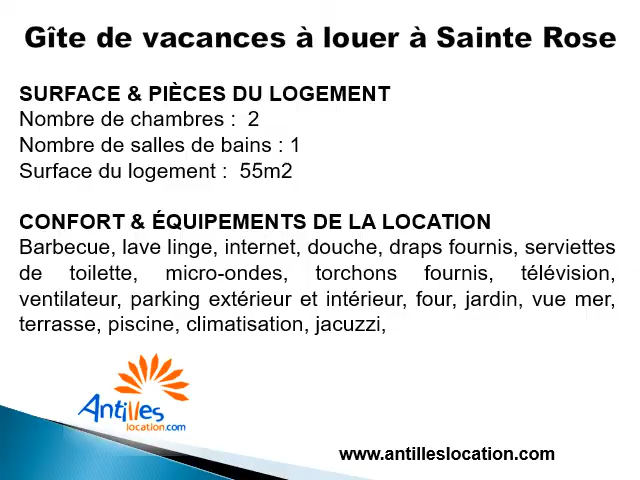 Gîte de vacances à louer à Sainte Rose
SURFACE & PIÈCES DU LOGEMENT
Nombre de chambres :  2
Nombre de salles de bains : 1
Surface du logement :  55m2
CONFORT & ÉQUIPEMENTS DE LA LOCATION
Barbecue, lave linge, internet, douche, draps fournis, serviettes
de toilette, micro-ondes, torchons fournis, télévision,
ventilateur, parking extérieur et intérieur, four, jardin, vue mer,
terrasse, piscine, climatisation, jacuzzi,
Antilles
location.com
www.antilleslocation.com